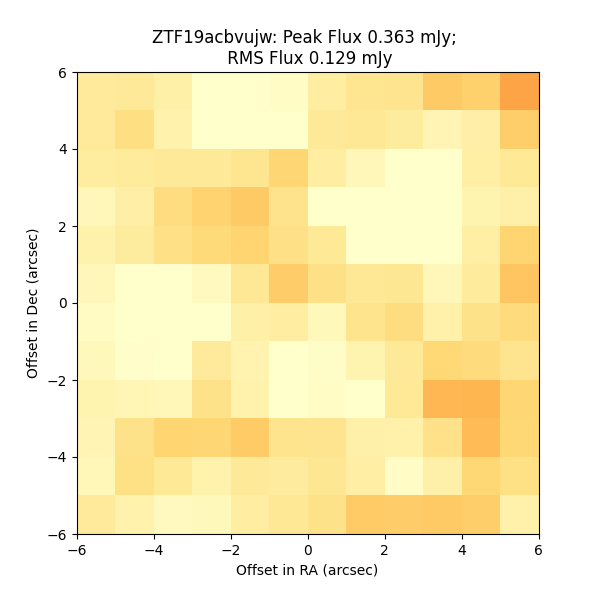 ZTF19acbvujw: Peak Flux 0.363 mJy;
RMS Flux 0.129 mJy
6
4
2
0
−2
−4
−6
Offset in Dec (arcsec)
−6 −4 −2 0 2 4 6
Offset in RA (arcsec)